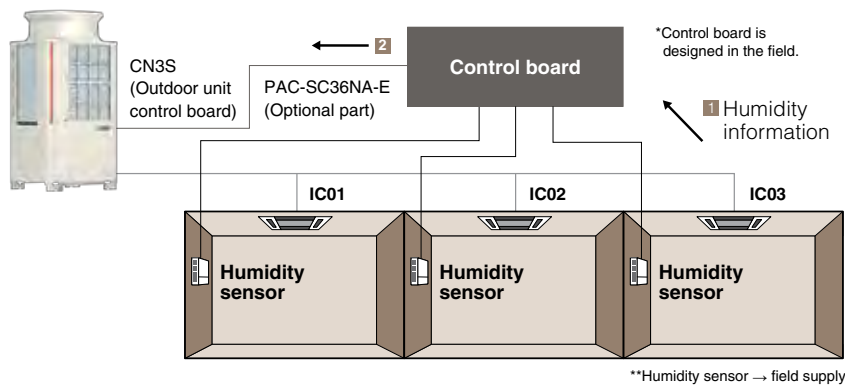 *Control board is
designed in the field.
2
CN3S
(Outdoor unit
control board)
PAC-SC36NA-E
(Optional part)
Control board
1 Humidity
information
IC01
IC02
IC03
Humidity
sensor
Humidity
sensor
Humidity
sensor
**Humidity sensor → field supply